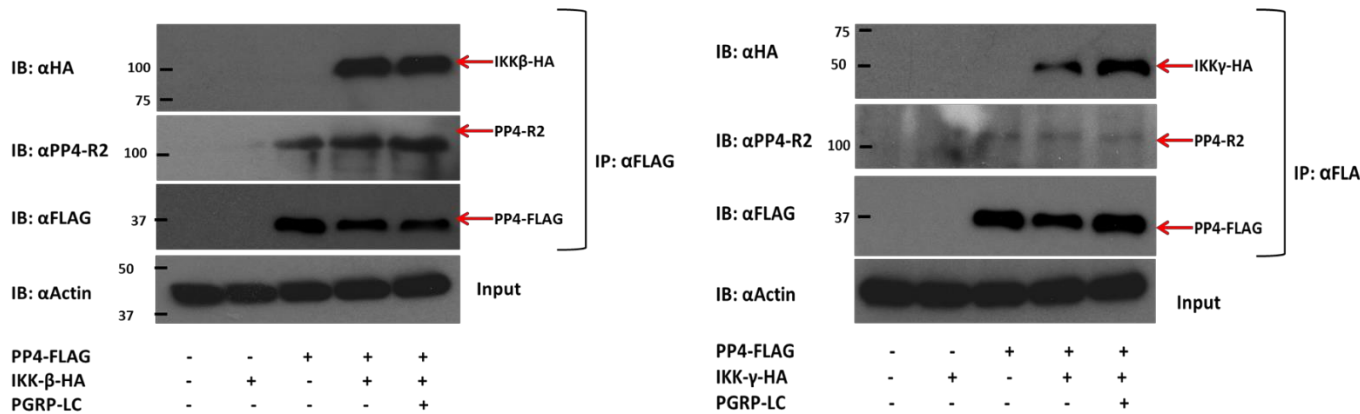 IB: αHA
100
75
IKKβ-HA
IB: αPP4-R2
100
PP4-R2
IP: αFLAG
IB: αFLAG
37
PP4-FLAG
IB: αActin
50
37
Input
PP4-FLAG - - + + +
IKK-β-HA - + - + +
PGRP-LC +
IB: αHA
75
50
IKKγ-HA
IB: αPP4-R2
100
PP4-R2
IP: αFLA
IB: αFLAG
37
PP4-FLAG
IB: αActin
Input
PP4-FLAG - - + + +
IKK-γ-HA - + - + +
PGRP-LC +